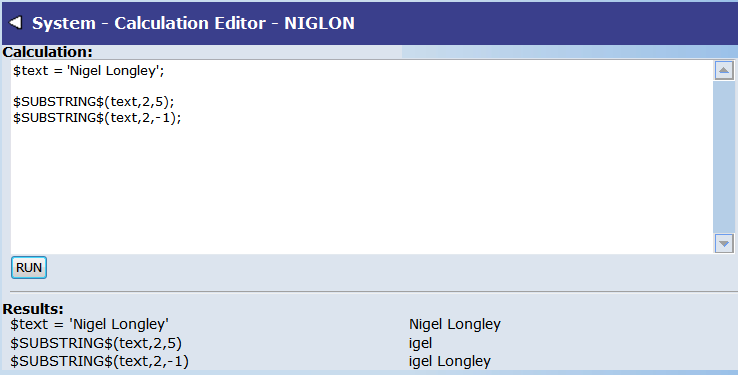 System - Calculation Editor - NIGLON
Calculation:
$text = 'Nigel Longley';
$SUBSTRING$(text,2,5);
$SUBSTRING$(text,2,-1);
RUN
Results:
$text = 'Nigel Longley' Nigel Longley
$SUBSTRING$(text,2,5) igel
$SUBSTRING$(text,2,-1) igel Longley